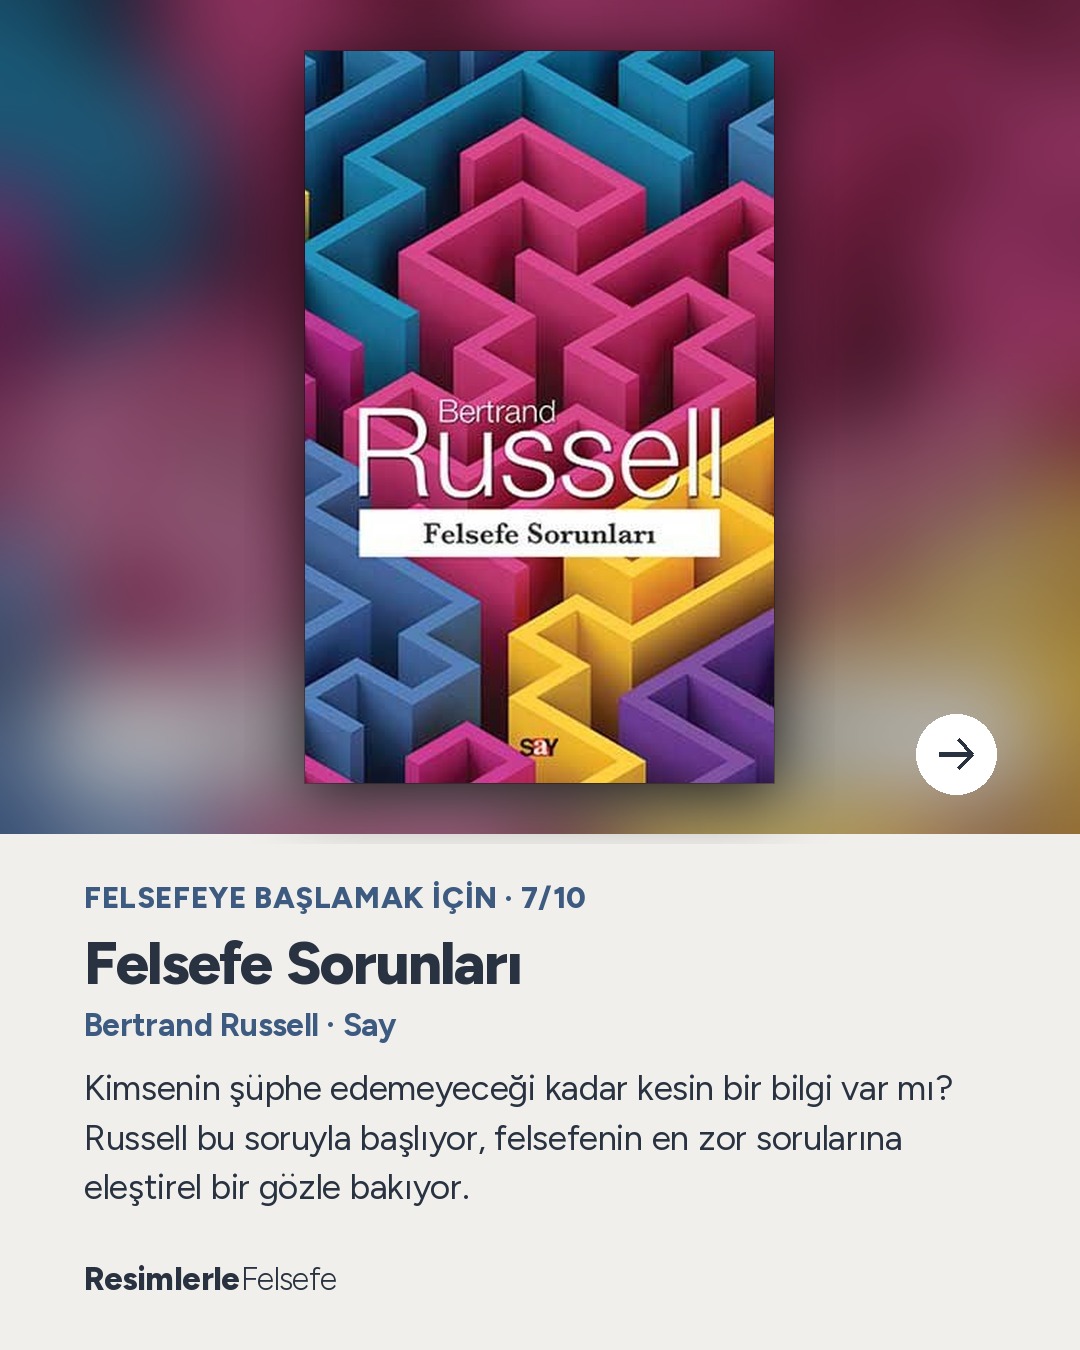 Bertrand
Russell
Felsefe Sorunları
SaY
FELSEFEYE BAŞLAMAK İÇİN · 7/10
Felsefe Sorunları
Bertrand Russell · Say
Kimsenin şüphe edemeyeceği kadar kesin bir bilgi var mı?
Russell bu soruyla başlıyor, felsefenin en zor sorularına
eleştirel bir gözle bakıyor.
ResimlerleFelsefe